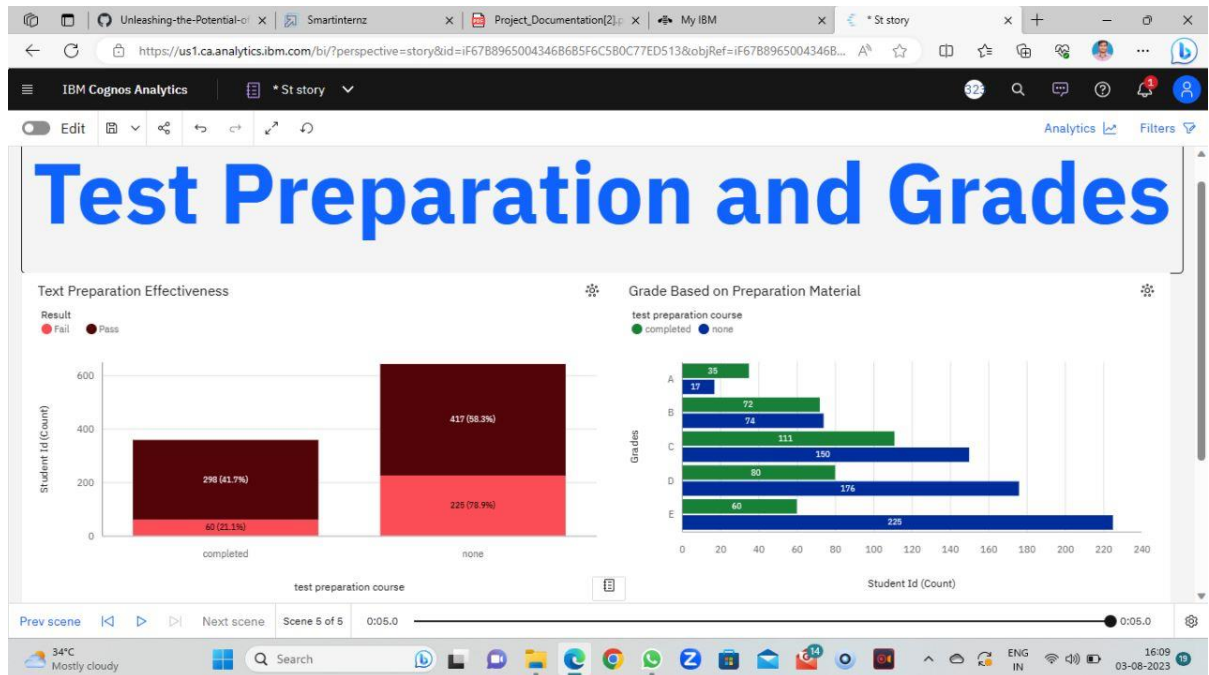 Unleashing-the-Potential-of
Smartinternz
Project_Documentation[2].p
My IBM
* St story
https://us1.ca.analytics.ibm.com/bi/?perspective=story&id=iF67B8965004346B6B5F6C5B0C77ED513&objRef=iF67B8965004346B...
IBM Cognos Analytics
* St story
323
1
Edit
Analytics
Filters
Test Preparation and Grades
Text Preparation Effectiveness
Result
Fail Pass
600
400
200
0
Student Id (Count)
298 (41.7%)
60 (21.1%)
417 (58.3%)
225 (78.9%)
completed none
test preparation course
Grade Based on Preparation Material
test preparation course
completed none
Grades
A 35
17
B 72
74
C 111
150
D 80
176
E 60
225
0 20 40 60 80 100 120 140 160 180 200 220 240
Student Id (Count)
Prev scene Next scene Scene 5 of 5 0:05.0 0:05.0
34°C
Mostly cloudy
Search
14
ENG
IN
16:09
03-08-2023
19